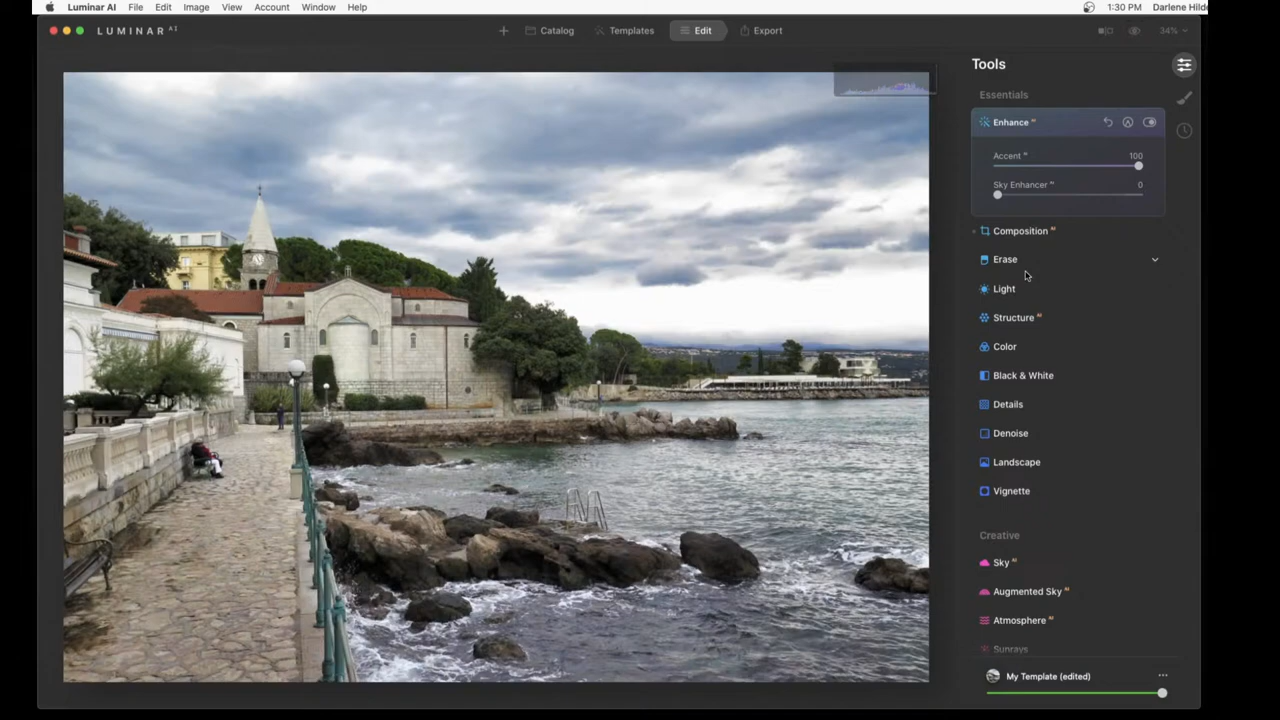 Luminar AI File Edit Image View Account Window Help 1:30 PM Darlene Hild
LUMINAR AI
Catalog Templates Edit Export 34%
Tools
Essentials
Enhance AI
Accent AI 100
Sky Enhancer AI 0
Composition AI
Erase
Light
Structure AI
Color
Black & White
Details
Denoise
Landscape
Vignette
Creative
Sky AI
Augmented Sky AI
Atmosphere AI
Sunrays
My Template (edited)